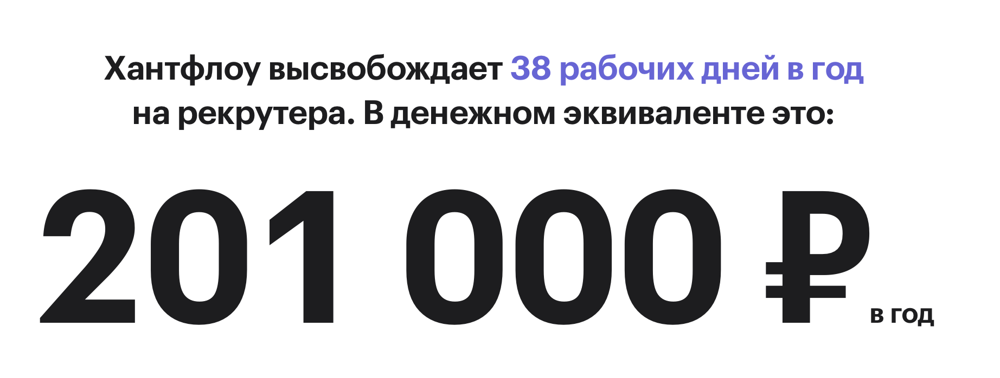 Хантфлоу высвобождает 38 рабочих дней в год
на рекрутера. В денежном эквиваленте это:
201 000 ₽ в год